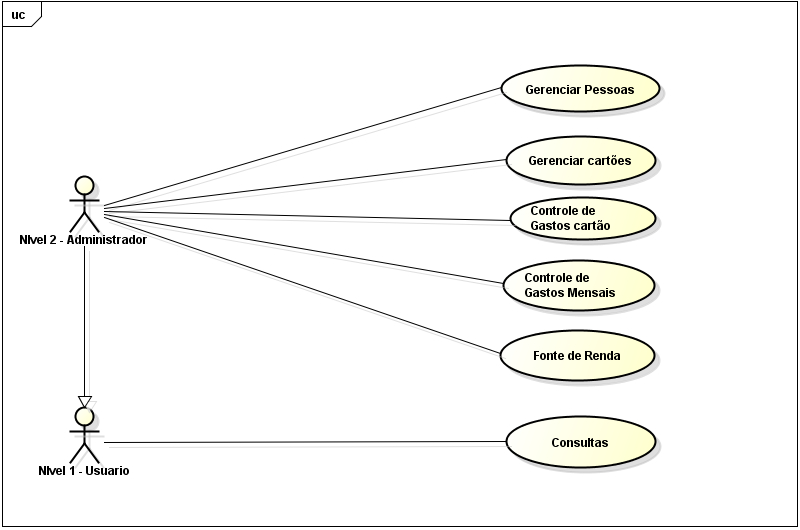 uc
Gerenciar Pessoas
Gerenciar cartões
Controle de
Gastos cartão
NIvel 2 - Administrador
Controle de
Gastos Mensais
Fonte de Renda
Consultas
NIvel 1 - Usuario